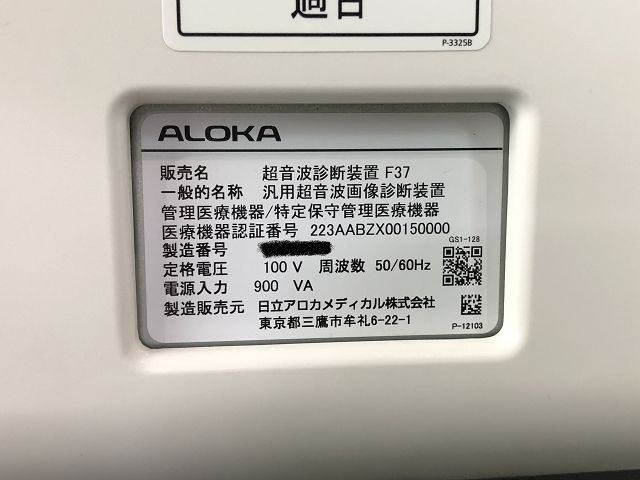 適合
P-3325B
ALOKA
販売名 超音波診断装置 F37
一般的名称 汎用超音波画像診断装置
管理医療機器/特定保守管理医療機器
医療機器認証番号 223AABZX00150000
製造番号
GS1-128
定格電圧 100 V 周波数 50/60Hz
電源入力 900 VA
製造販売元 日立アロカメディカル株式会社
東京都三鷹市牟礼6-22-1
P-12103